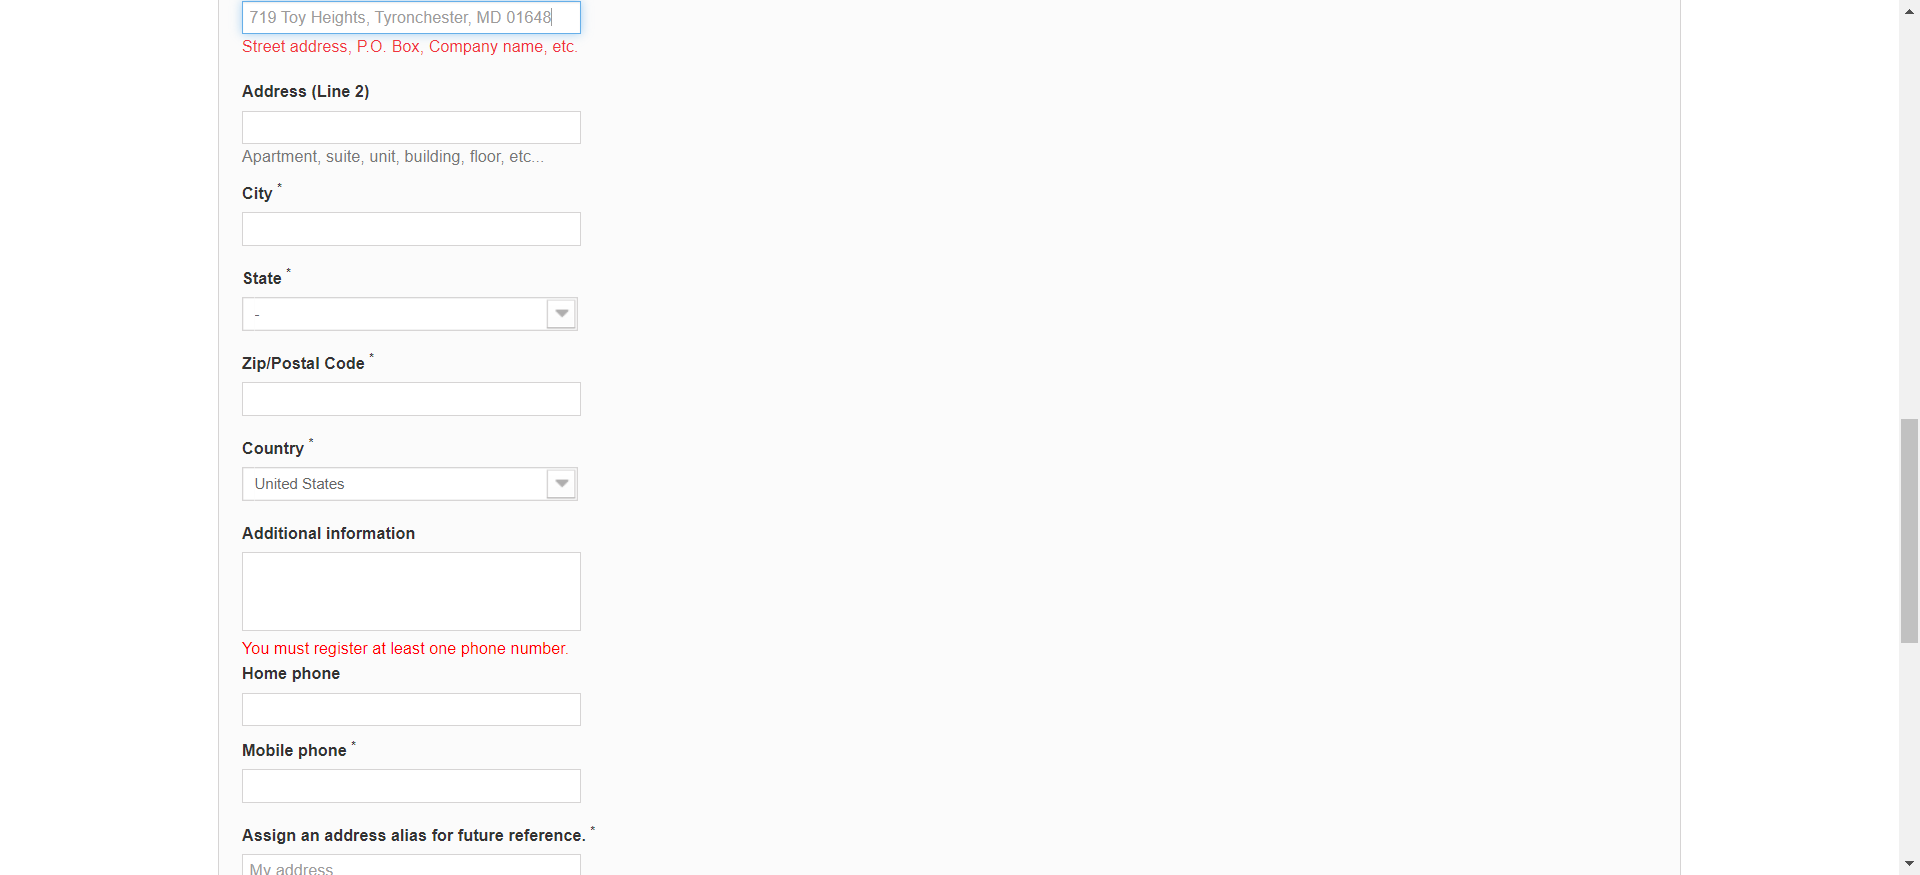 719 Toy Heights, Tyronchester, MD 01648
Street address, P.O. Box, Company name, etc.
Address (Line 2)
Apartment, suite, unit, building, floor, etc...
City *
State *
-
Zip/Postal Code *
Country *
United States
Additional information
You must register at least one phone number.
Home phone
Mobile phone *
Assign an address alias for future reference. *
My address